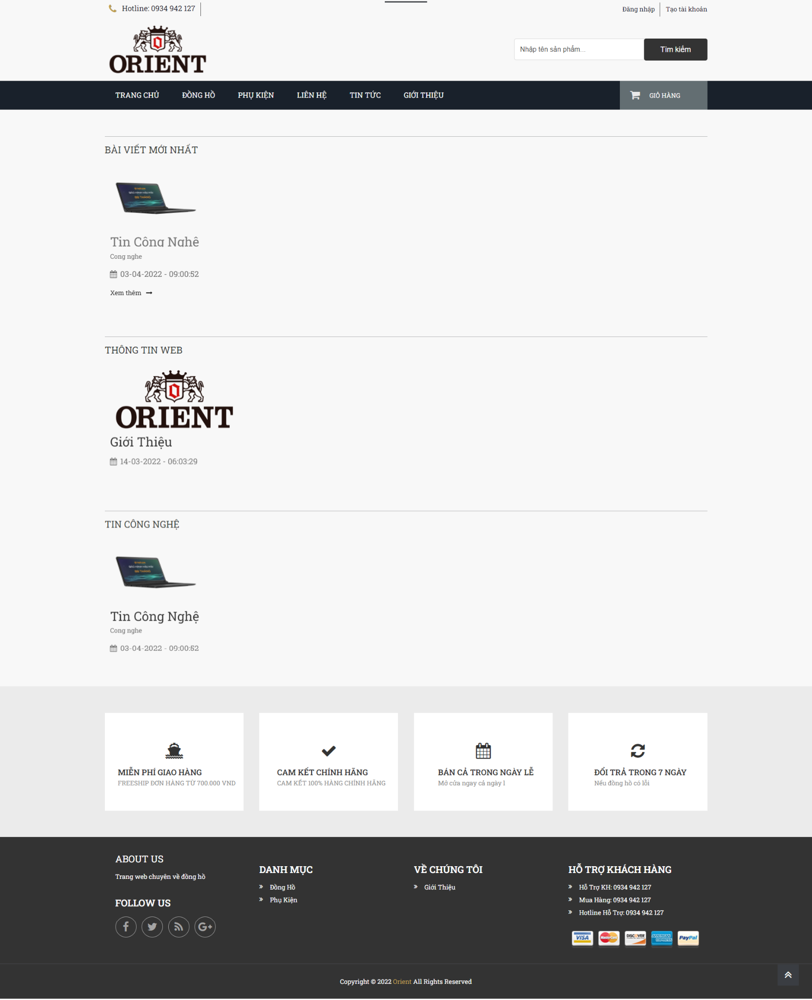 Hotline: 0934 942 127
Đăng nhập
Tạo tài khoản
ORIENT
Nhập tên sản phẩm...
Tìm kiếm
TRANG CHỦ
ĐỒNG HỒ
PHỤ KIỆN
LIÊN HỆ
TIN TỨC
GIỚI THIỆU
GIỎ HÀNG
BÀI VIẾT MỚI NHẤT
Tin Công Nghệ
Cong nghe
03-04-2022 - 09:00:52
Xem thêm
THÔNG TIN WEB
ORIENT
Giới Thiệu
14-03-2022 - 06:03:29
TIN CÔNG NGHỆ
Tin Công Nghệ
Cong nghe
03-04-2022 - 09:00:52
MIỄN PHÍ GIAO HÀNG
FREESHIP ĐƠN HÀNG TỪ 700.000 VND
CAM KẾT CHÍNH HÃNG
CAM KẾT 100% HÀNG CHÍNH HÃNG
BÁN CẢ TRONG NGÀY LỄ
Mở cửa ngay cả ngày l
ĐỔI TRẢ TRONG 7 NGÀY
Nếu đồng hồ có lỗi
ABOUT US
Trang web chuyên về đồng hồ
FOLLOW US
DANH MỤC
Đồng Hồ
Phụ Kiện
VỀ CHÚNG TÔI
Giới Thiệu
HỖ TRỢ KHÁCH HÀNG
Hỗ Trợ KH: 0934 942 127
Mua Hàng: 0934 942 127
Hotline Hỗ Trợ: 0934 942 127
VISA
MasterCard
DISCOVER
AMERICAN EXPRESS
PayPal
Copyright © 2022 Orient All Rights Reserved